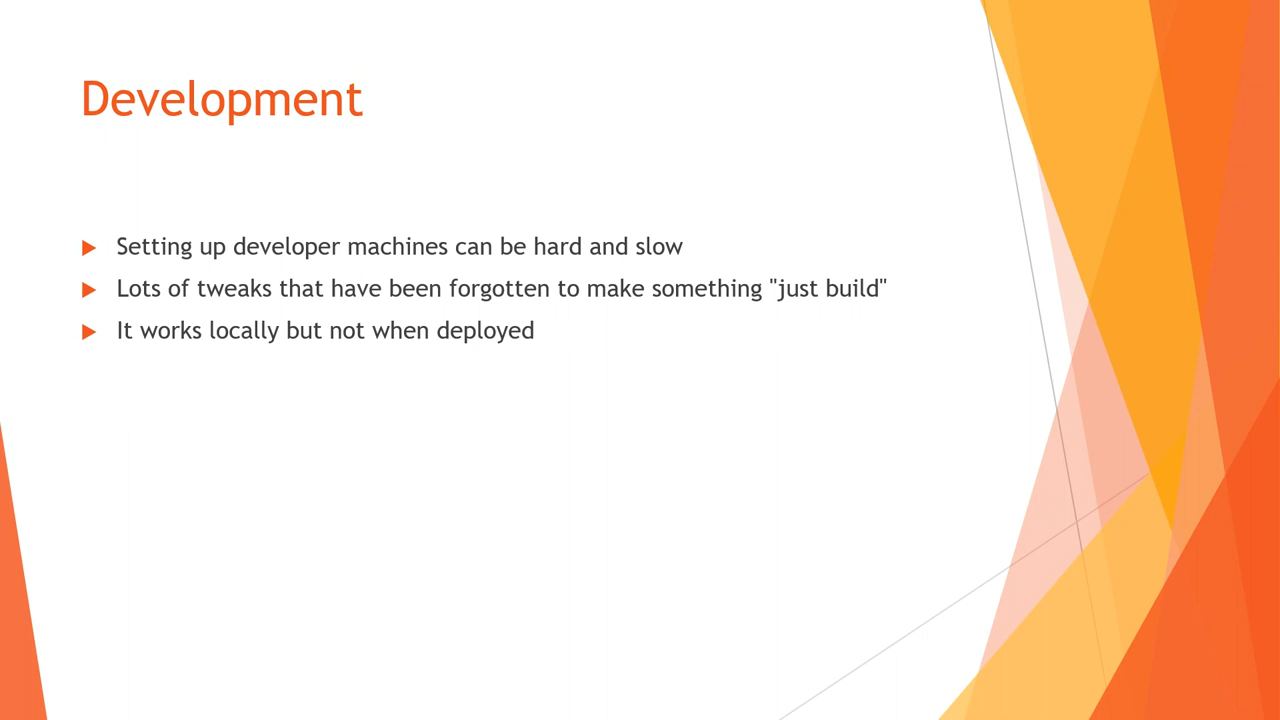 Development
Setting up developer machines can be hard and slow
Lots of tweaks that have been forgotten to make something "just build"
It works locally but not when deployed